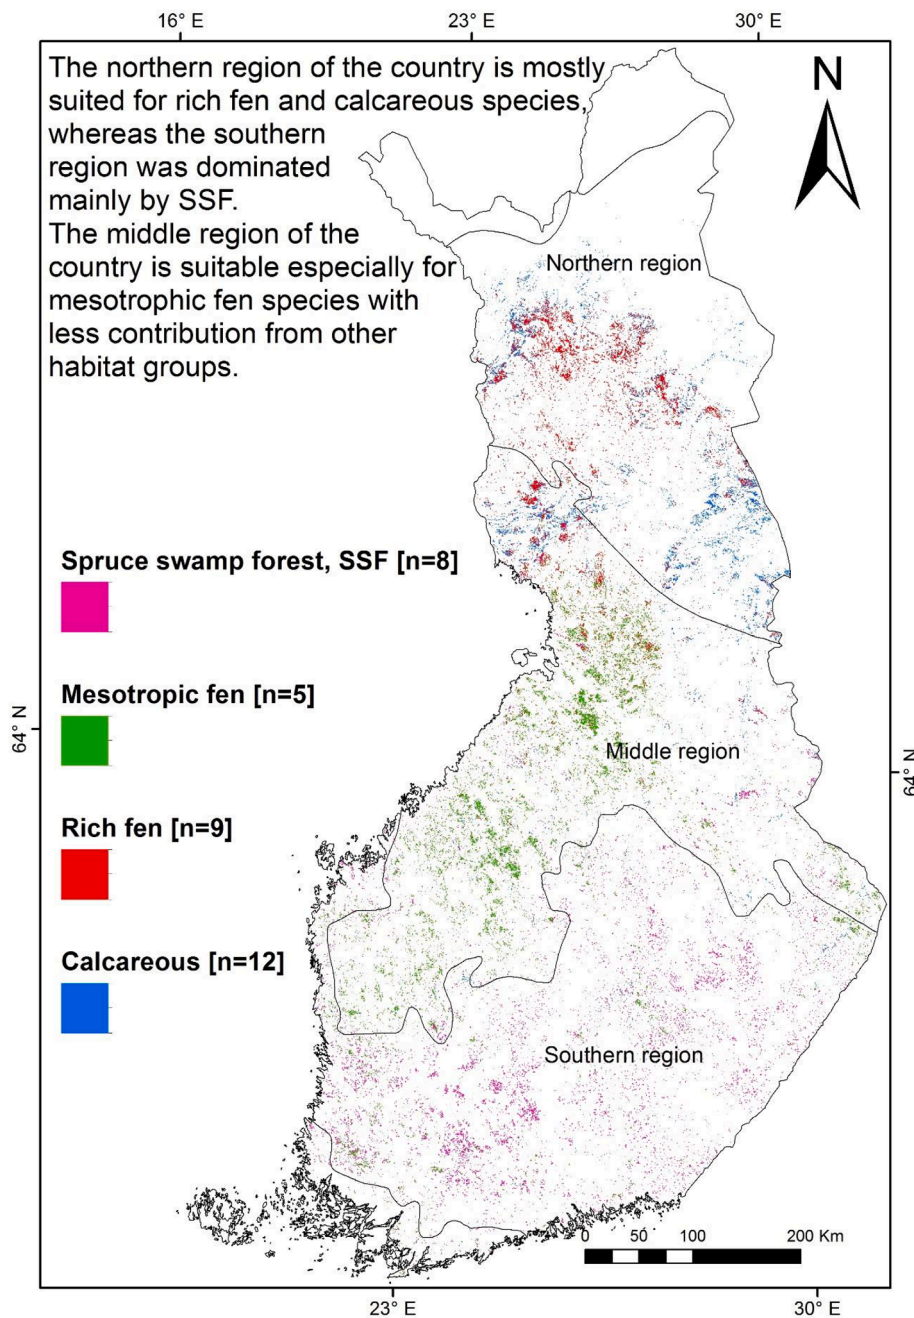 16° E
23° E
30° E
The northern region of the country is mostly
suited for rich fen and calcareous species,
whereas the southern
region was dominated
mainly by SSF.
The middle region of the
country is suitable especially for
mesotrophic fen species with
less contribution from other
habitat groups.
N
Northern region
Spruce swamp forest, SSF [n=8]
Mesotropic fen [n=5]
64° N
Middle region
64° N
Rich fen [n=9]
Calcareous [n=12]
Southern region
0 50 100 200 Km
23° E
30° E